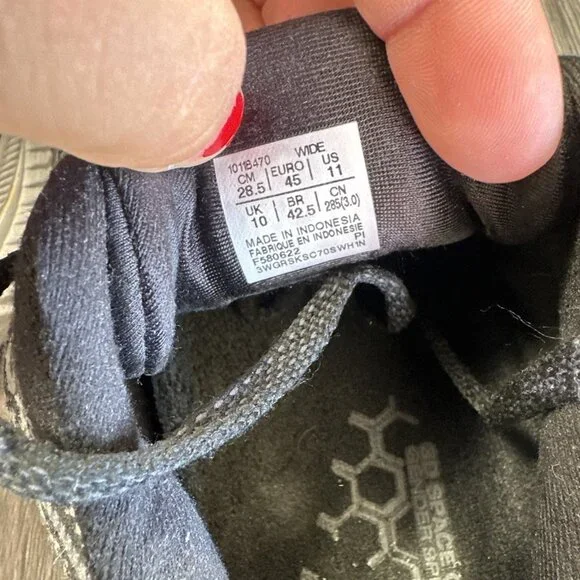 1011B470 WIDE
CM EURO US
28.5 45 11
UK BR CN
10 42.5 285(3.0)
MADE IN INDONESIA
FABRIQUE EN INDONESIE
F580622 PI
3WGRSKSC70SWH1N